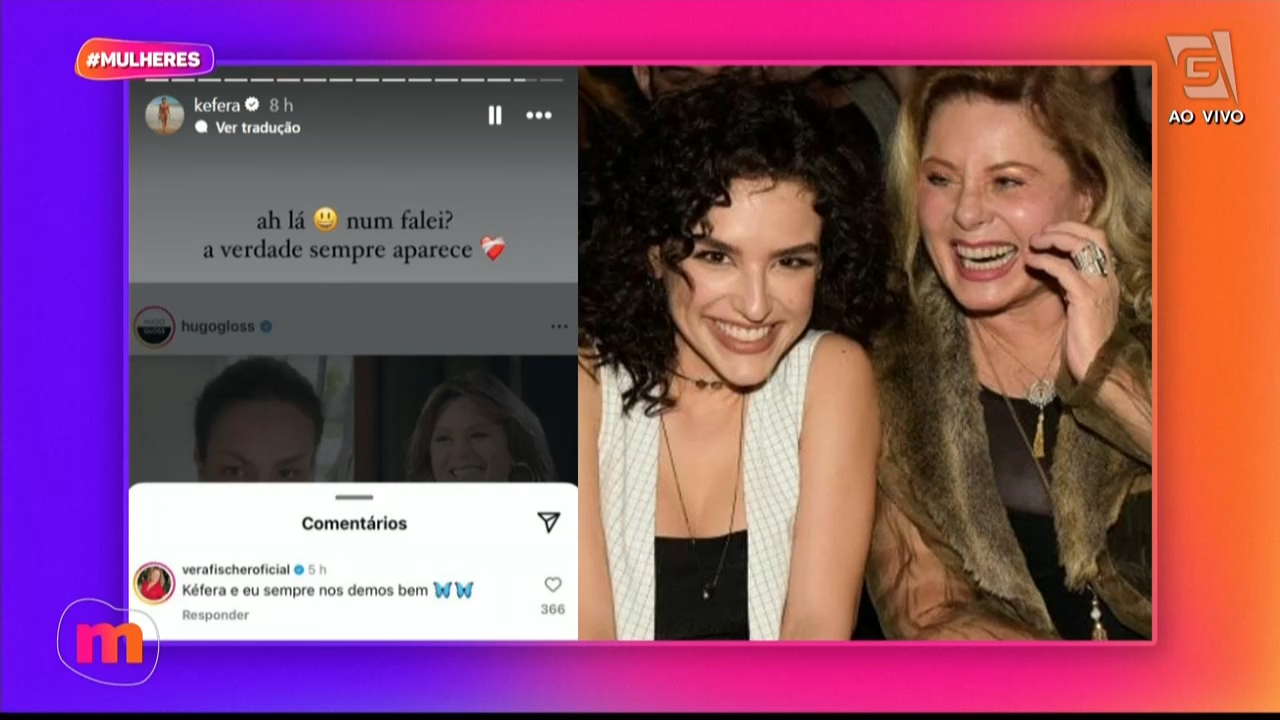 #MULHERES
G
AO VIVO
kefera 8 h
Ver tradução
ah lá 😃 num falei?
a verdade sempre aparece ❤️‍🩹
hugogloss
Comentários
verafischeroficial 5 h
Kéfera e eu sempre nos demos bem 🦋🦋
Responder
366
m